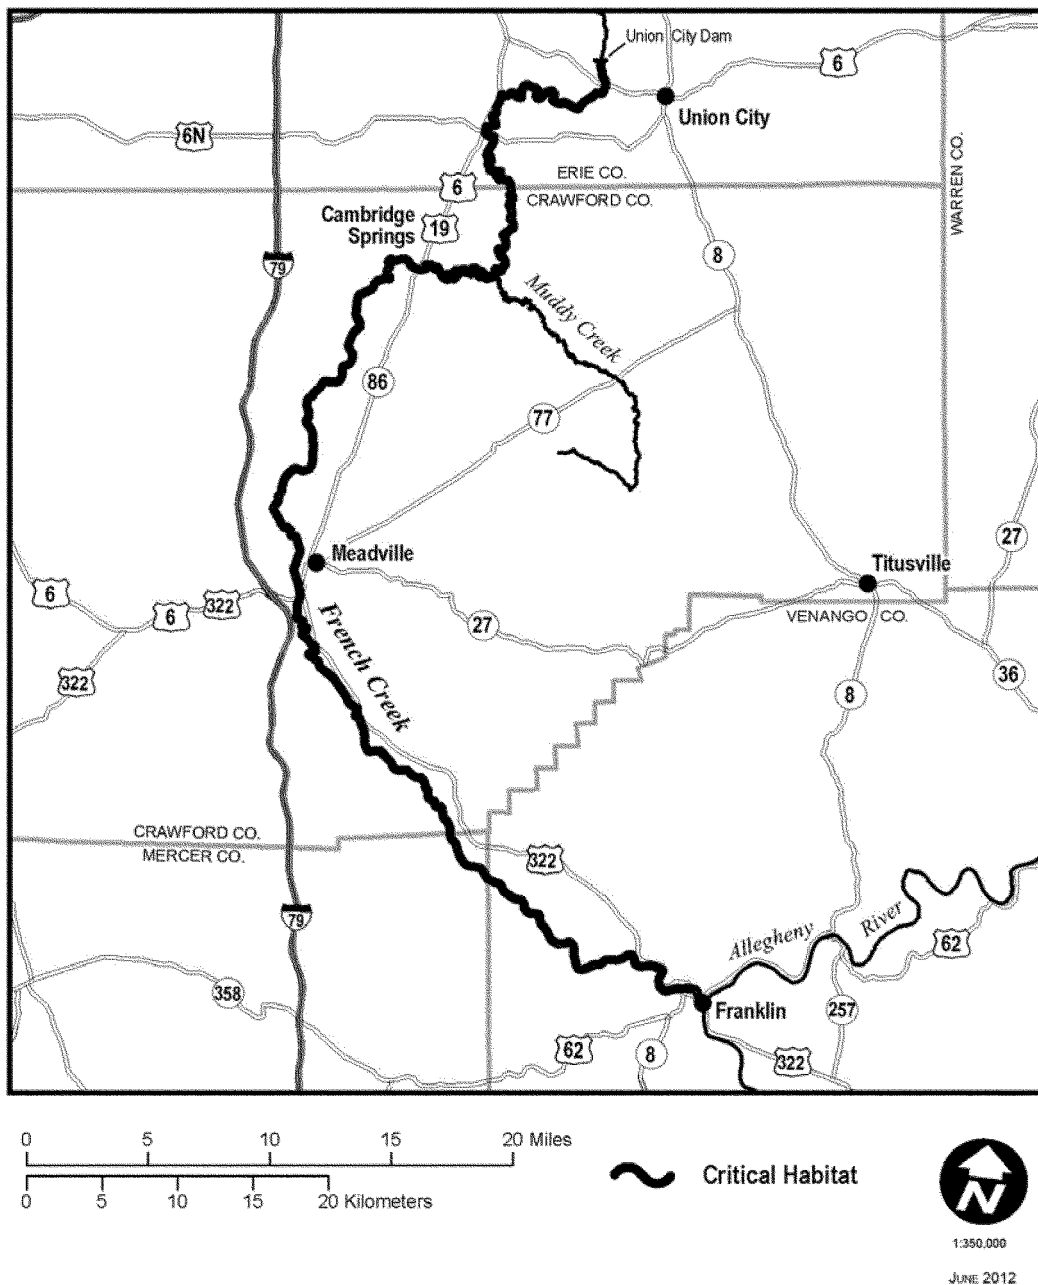 Union City Dam
6
Union City
6N
WARREN CO.
ERIE CO.
6
CRAWFORD CO.
Cambridge
Springs
19
8
79
Muddy Creek
86
77
27
Meadville
Titusville
6
322
6
VENANGO CO.
French Creek
27
36
322
8
CRAWFORD CO.
MERCER CO.
322
79
Allegheny
River
62
358
Franklin
257
62
8
322
0 5 10 15 20 Miles
0 5 10 15 20 Kilometers
Critical Habitat
N
1:350,000
JUNE 2012